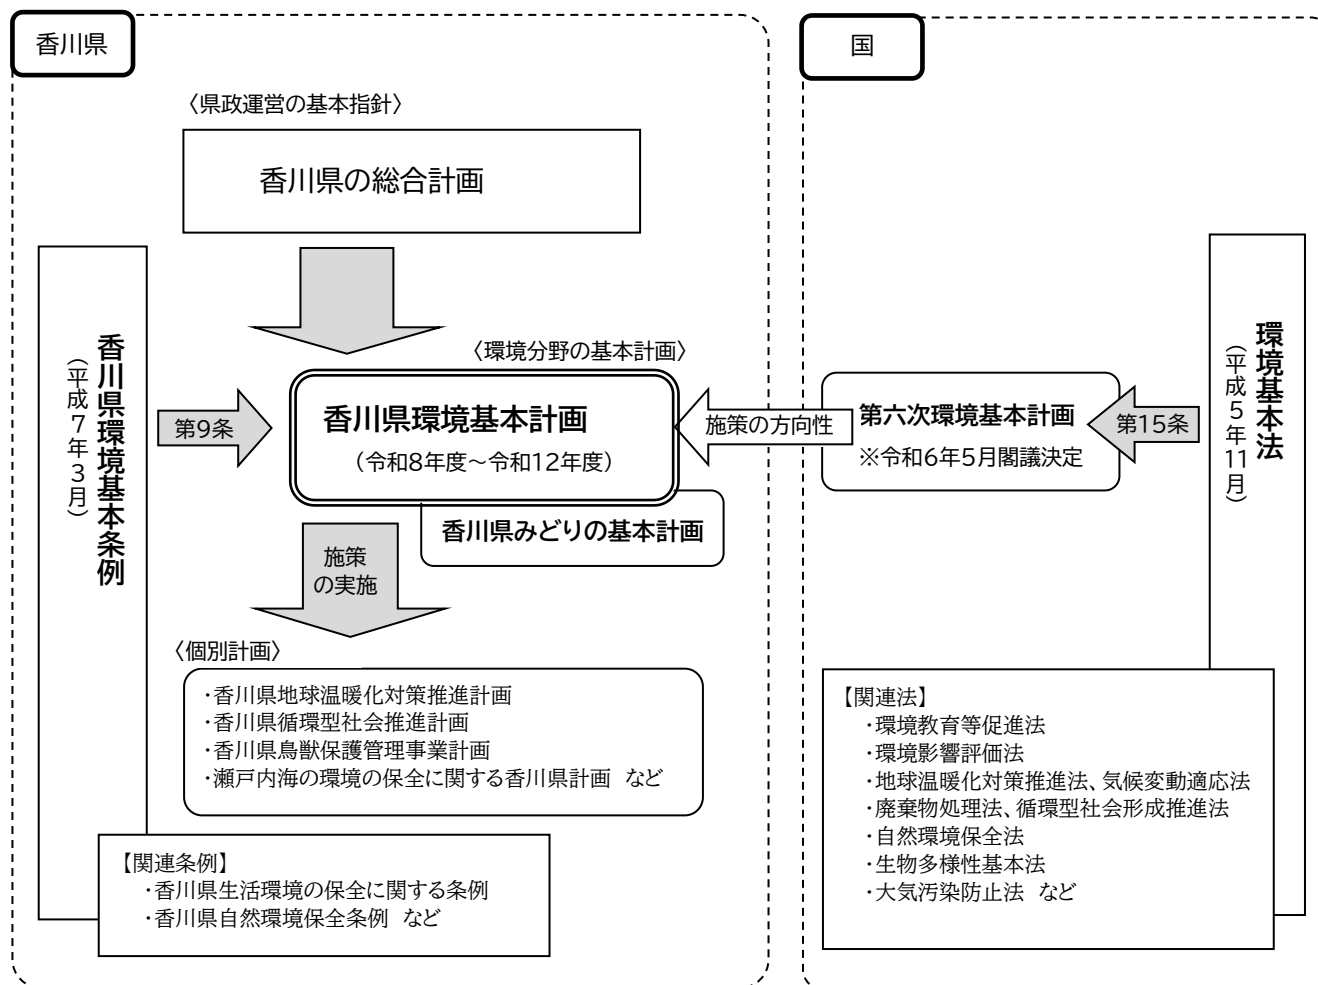 香川県
〈県政運営の基本指針〉
香川県の総合計画
香川県環境基本条例
（平成７年３月）
第9条
〈環境分野の基本計画〉
香川県環境基本計画
（令和8年度～令和12年度）
香川県みどりの基本計画
施策
の実施
〈個別計画〉
・香川県地球温暖化対策推進計画
・香川県循環型社会推進計画
・香川県鳥獣保護管理事業計画
・瀬戸内海の環境の保全に関する香川県計画　など
【関連条例】
・香川県生活環境の保全に関する条例
・香川県自然環境保全条例　など
国
施策の方向性
第六次環境基本計画
※令和6年5月閣議決定
第15条
環境基本法
（平成５年11月）
【関連法】
・環境教育等促進法
・環境影響評価法
・地球温暖化対策推進法、気候変動適応法
・廃棄物処理法、循環型社会形成推進法
・自然環境保全法
・生物多様性基本法
・大気汚染防止法　など